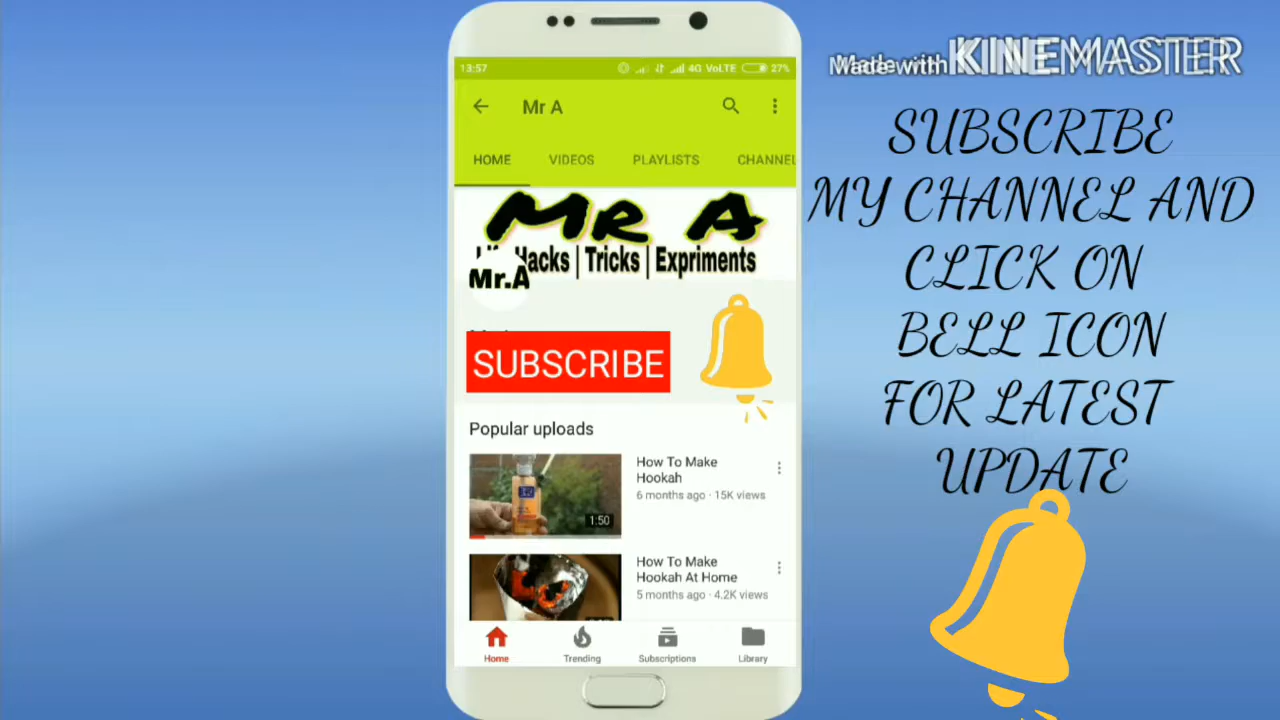 13:57 4G VoLTE 27%
Mr A
HOME VIDEOS PLAYLISTS CHANNEL
Mr A
Hacks | Tricks | Expriments
Mr.A
SUBSCRIBE
Popular uploads
How To Make
Hookah
6 months ago · 15K views
1:50
How To Make
Hookah At Home
5 months ago · 4.2K views
Home Trending Subscriptions Library
Made with KINEMASTER
SUBSCRIBE
MY CHANNEL AND
CLICK ON
BELL ICON
FOR LATEST
UPDATE